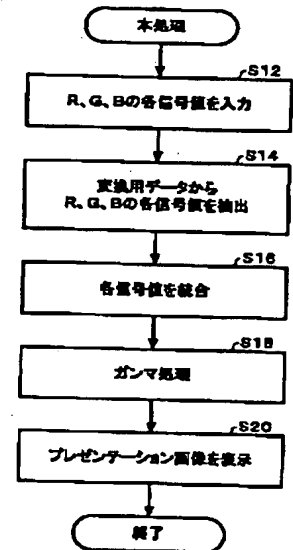 本処理
S12
R、G、Bの各信号値を入力
S14
変換用データから
R、G、Bの各信号値を抽出
S16
各信号値を統合
S18
ガンマ処理
S20
プレゼンテーション画像を表示
終了